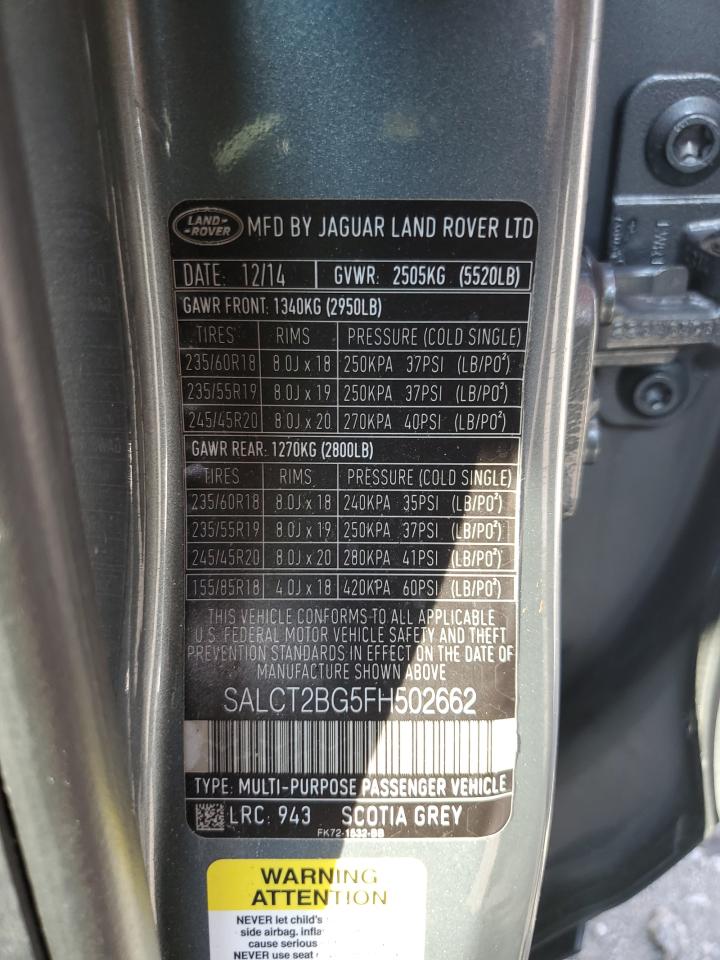 LAND-
-ROVER
MFD BY JAGUAR LAND ROVER LTD
DATE: 12/14 GVWR: 2505KG (5520LB)
GAWR FRONT: 1340KG (2950LB)
TIRES RIMS PRESSURE (COLD SINGLE)
235/60R18 8.0J x 18 250KPA 37PSI (LB/PO²)
235/55R19 8.0J x 19 250KPA 37PSI (LB/PO²)
245/45R20 8.0J x 20 270KPA 40PSI (LB/PO²)
GAWR REAR: 1270KG (2800LB)
TIRES RIMS PRESSURE (COLD SINGLE)
235/60R18 8.0J x 18 240KPA 35PSI (LB/PO²)
235/55R19 8.0J x 19 250KPA 37PSI (LB/PO²)
245/45R20 8.0J x 20 280KPA 41PSI (LB/PO²)
155/85R18 4.0J x 18 420KPA 60PSI (LB/PO²)
THIS VEHICLE CONFORMS TO ALL APPLICABLE
U.S. FEDERAL MOTOR VEHICLE SAFETY AND THEFT
PREVENTION STANDARDS IN EFFECT ON THE DATE OF
MANUFACTURE SHOWN ABOVE
SALCT2BG5FH502662
TYPE: MULTI-PURPOSE PASSENGER VEHICLE
LRC: 943 SCOTIA GREY
FK72-1532-BB
WARNING
ATTENTION
NEVER let child's
side airbag.
cause serious
NEVER use seat